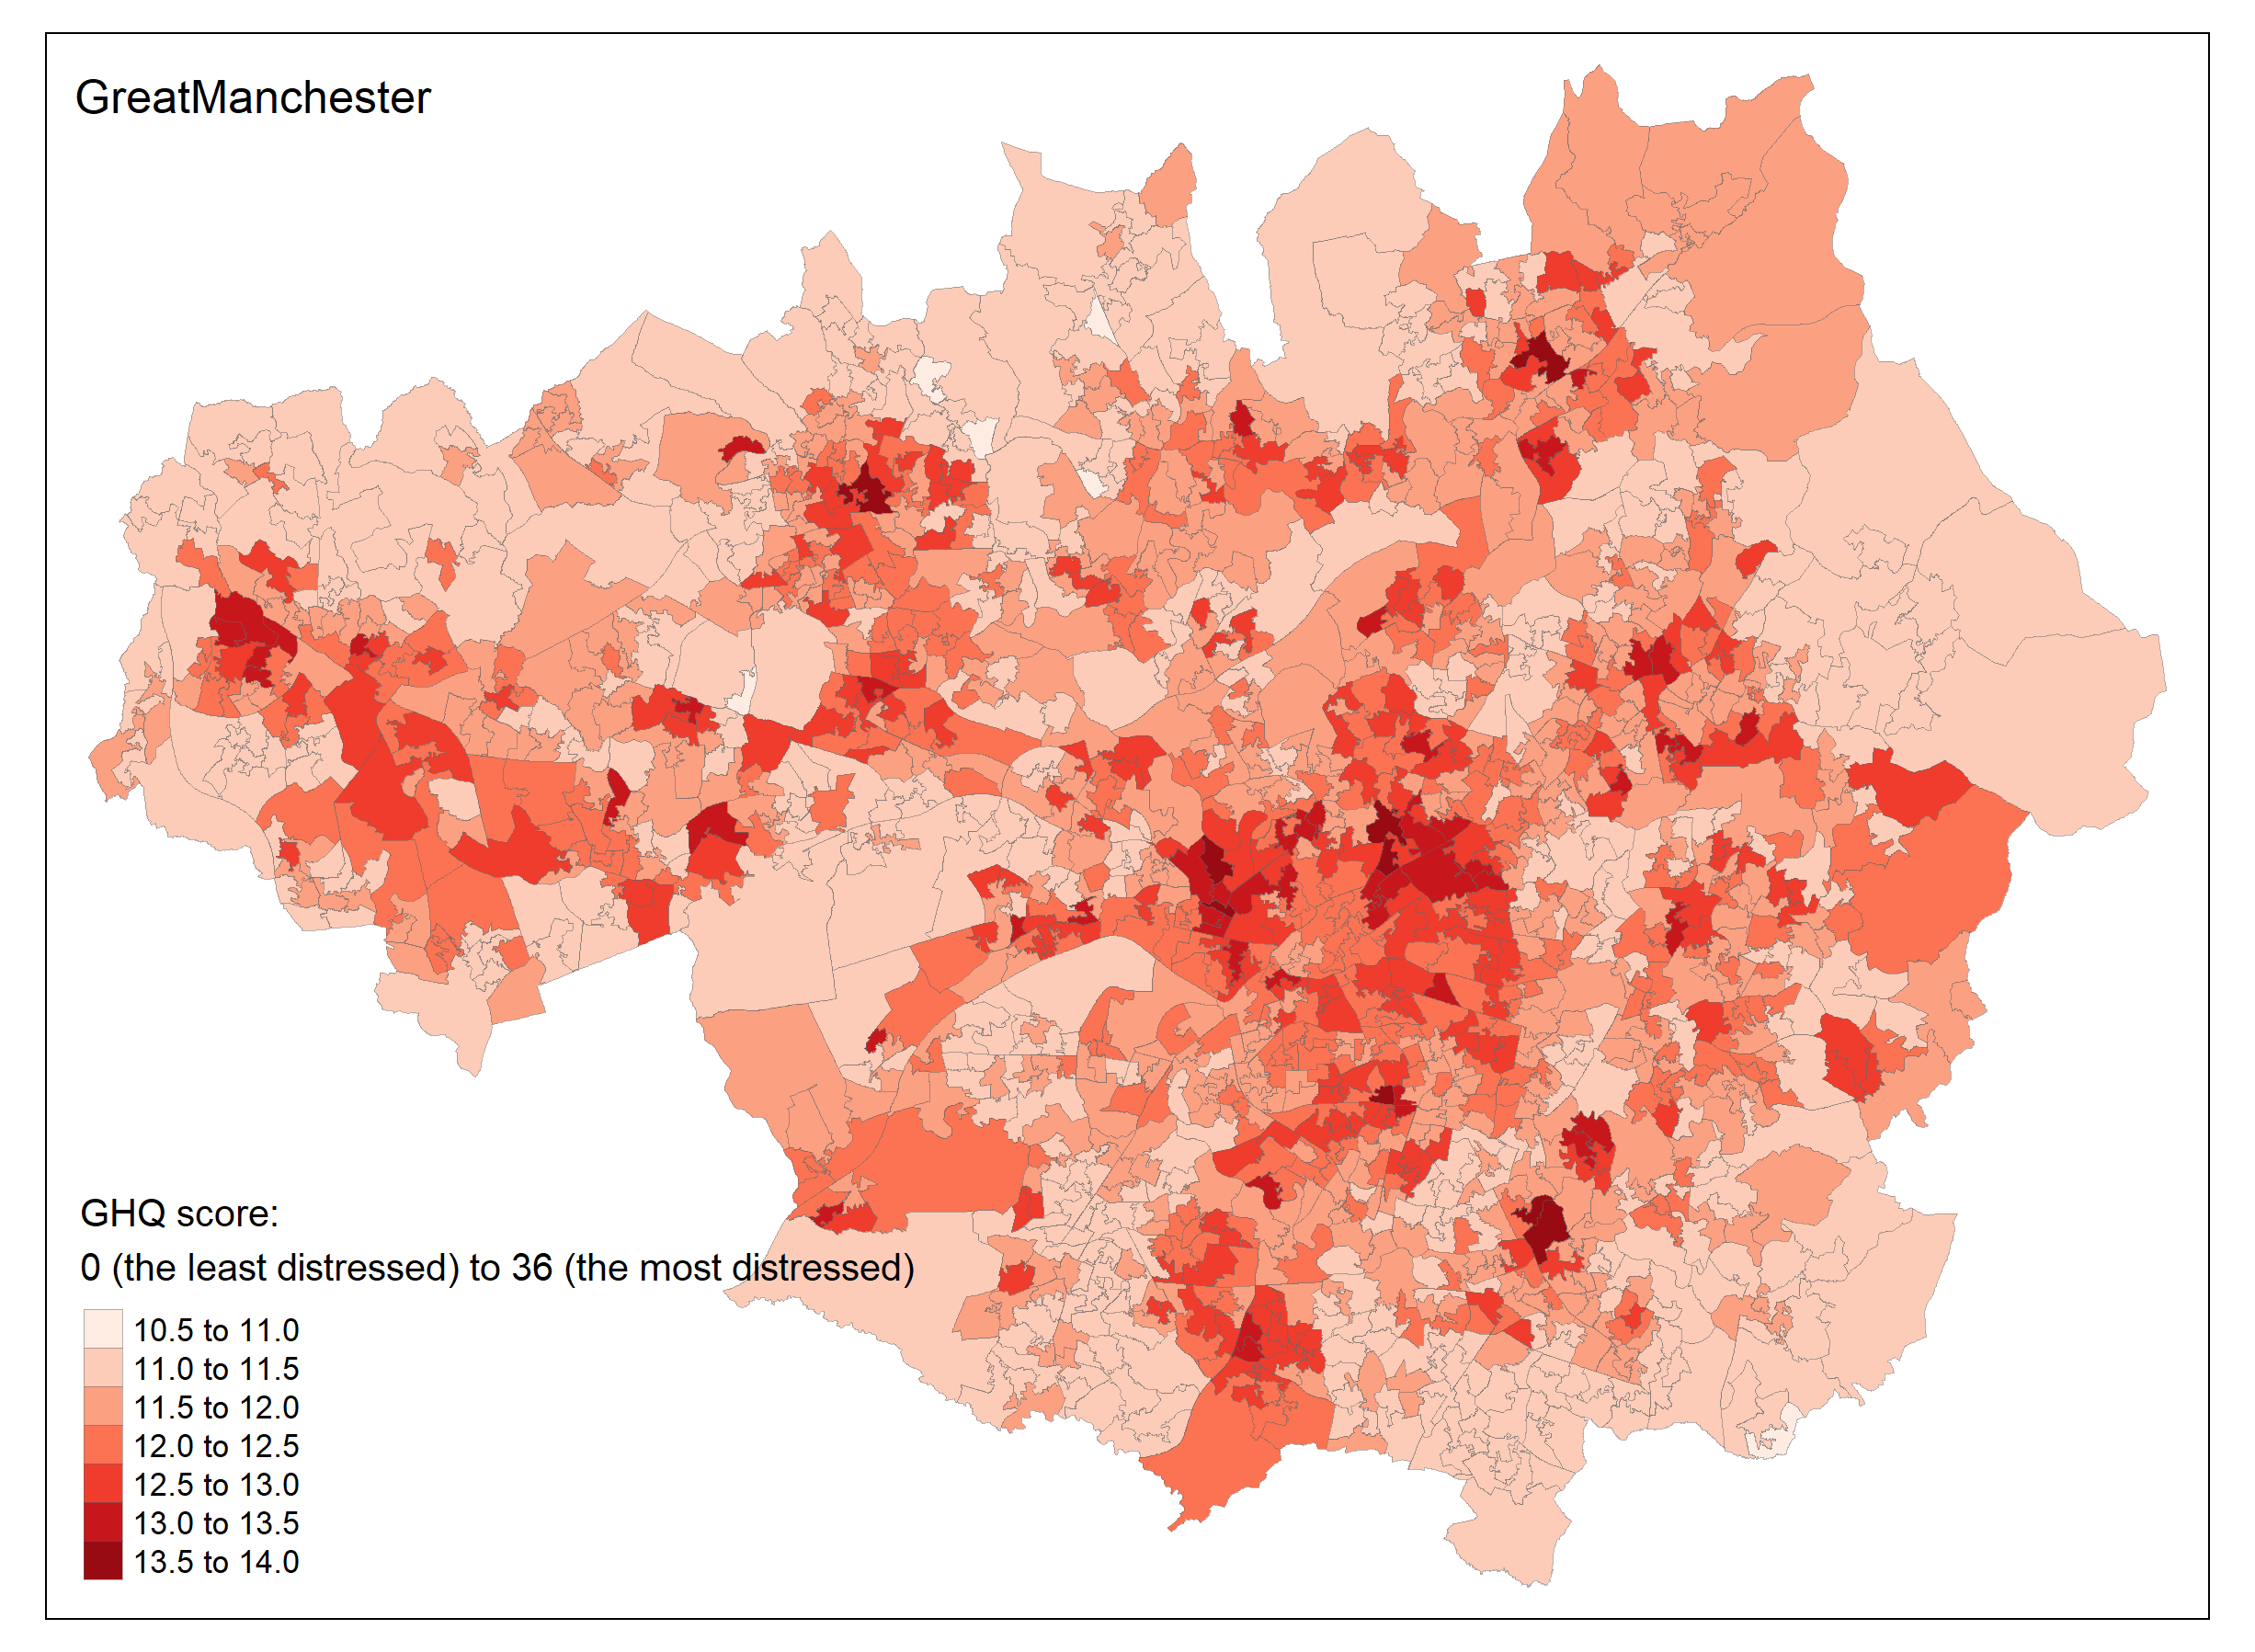 GreatManchester
GHQ score:
0 (the least distressed) to 36 (the most distressed)
10.5 to 11.0
11.0 to 11.5
11.5 to 12.0
12.0 to 12.5
12.5 to 13.0
13.0 to 13.5
13.5 to 14.0